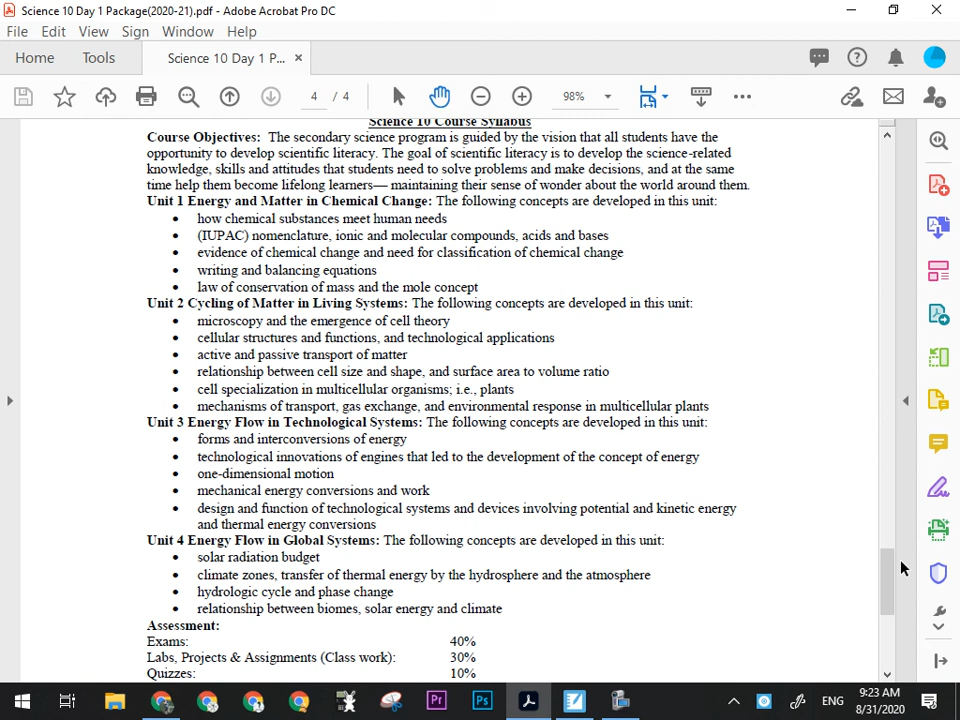 Science 10 Day 1 Package(2020-21).pdf - Adobe Acrobat Pro DC
File Edit View Sign Window Help
Home Tools Science 10 Day 1 P... ×
4 / 4 98%
Science 10 Course Syllabus
Course Objectives: The secondary science program is guided by the vision that all students have the
opportunity to develop scientific literacy. The goal of scientific literacy is to develop the science-related
knowledge, skills and attitudes that students need to solve problems and make decisions, and at the same
time help them become lifelong learners— maintaining their sense of wonder about the world around them.
Unit 1 Energy and Matter in Chemical Change: The following concepts are developed in this unit:
• how chemical substances meet human needs
• (IUPAC) nomenclature, ionic and molecular compounds, acids and bases
• evidence of chemical change and need for classification of chemical change
• writing and balancing equations
• law of conservation of mass and the mole concept
Unit 2 Cycling of Matter in Living Systems: The following concepts are developed in this unit:
• microscopy and the emergence of cell theory
• cellular structures and functions, and technological applications
• active and passive transport of matter
• relationship between cell size and shape, and surface area to volume ratio
• cell specialization in multicellular organisms; i.e., plants
• mechanisms of transport, gas exchange, and environmental response in multicellular plants
Unit 3 Energy Flow in Technological Systems: The following concepts are developed in this unit:
• forms and interconversions of energy
• technological innovations of engines that led to the development of the concept of energy
• one-dimensional motion
• mechanical energy conversions and work
• design and function of technological systems and devices involving potential and kinetic energy
and thermal energy conversions
Unit 4 Energy Flow in Global Systems: The following concepts are developed in this unit:
• solar radiation budget
• climate zones, transfer of thermal energy by the hydrosphere and the atmosphere
• hydrologic cycle and phase change
• relationship between biomes, solar energy and climate
Assessment:
Exams: 40%
Labs, Projects & Assignments (Class work): 30%
Quizzes: 10%
Pr Ps ENG 9:23 AM
8/31/2020